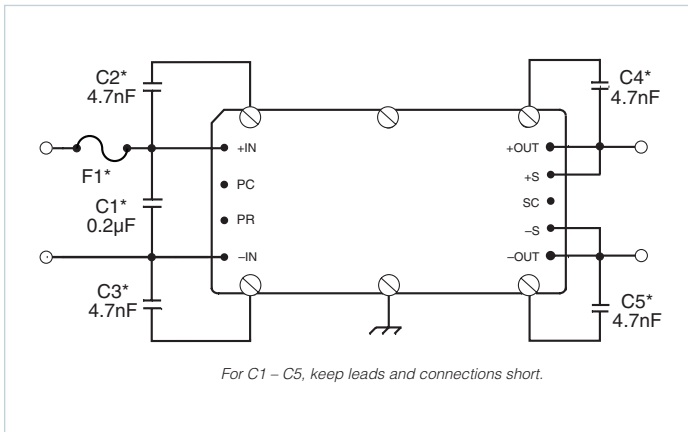 C2*
4.7nF
C4*
4.7nF
F1*
+IN
+OUT
+S
PC
SC
C1*
0.2µF
PR
–S
–IN
–OUT
C3*
4.7nF
C5*
4.7nF
For C1 – C5, keep leads and connections short.